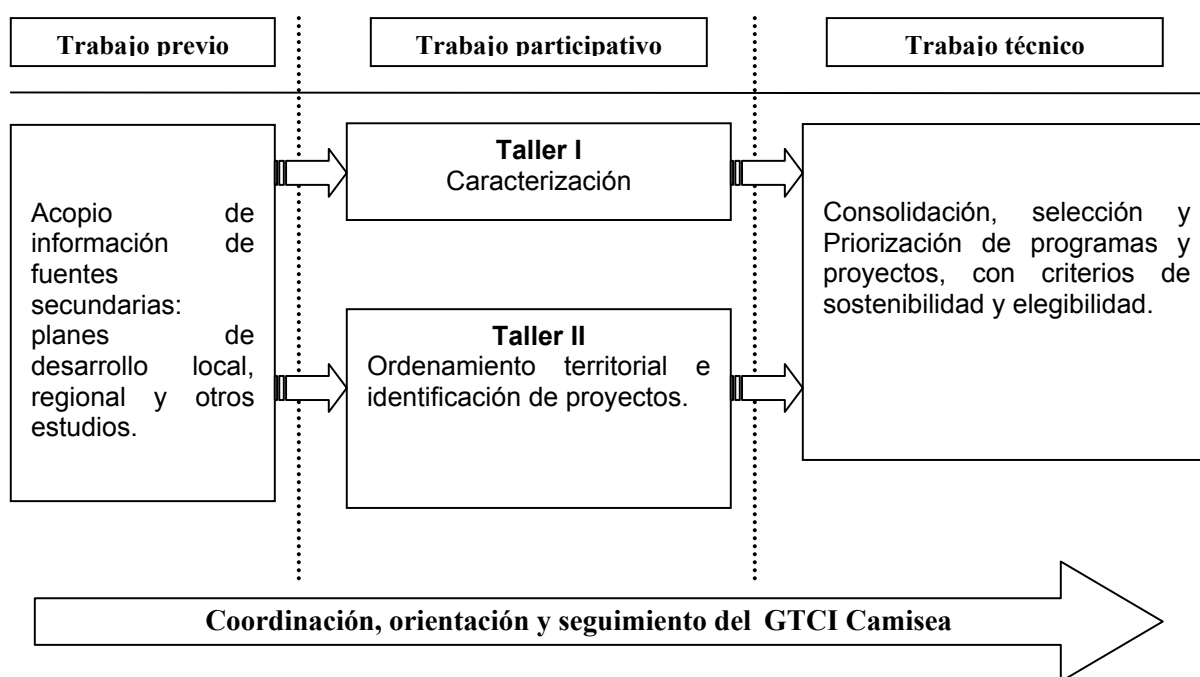 Trabajo previo
Trabajo participativo
Trabajo técnico
Acopio de
información de
fuentes
secundarias:
planes de
desarrollo local,
regional y otros
estudios.
Taller I
Caracterización
Taller II
Ordenamiento territorial e
identificación de proyectos.
Consolidación, selección y
Priorización de programas y
proyectos, con criterios de
sostenibilidad y elegibilidad.
Coordinación, orientación y seguimiento del GTCI Camisea